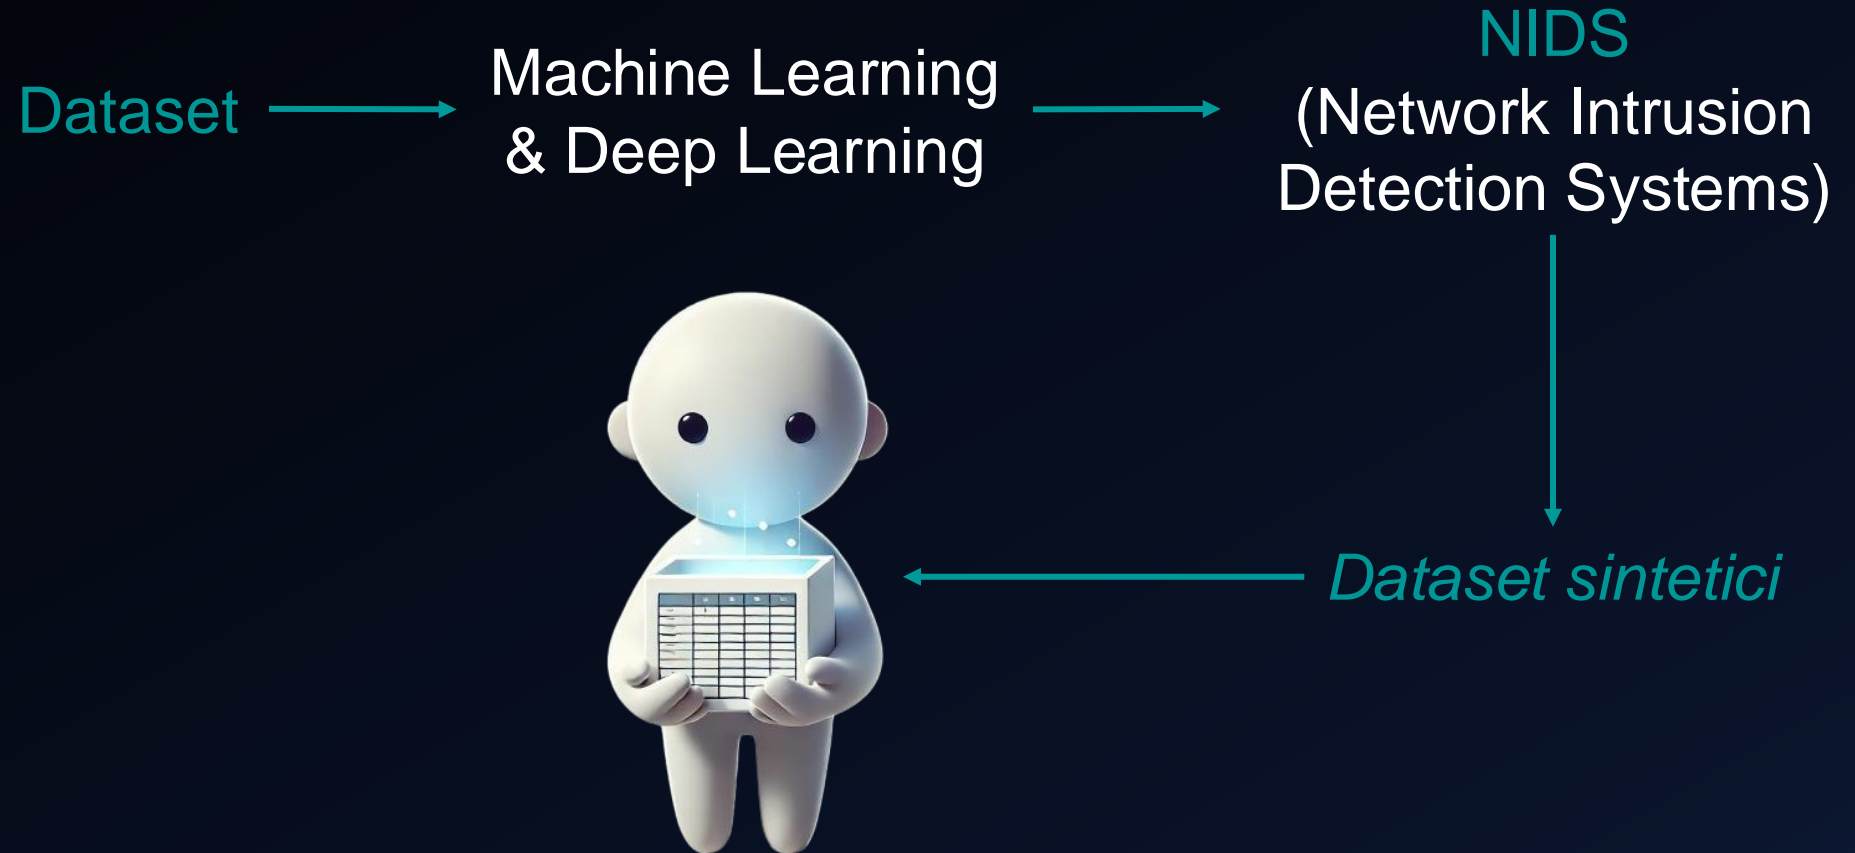 Dataset
Machine Learning
& Deep Learning
NIDS
(Network Intrusion
Detection Systems)
Dataset sintetici